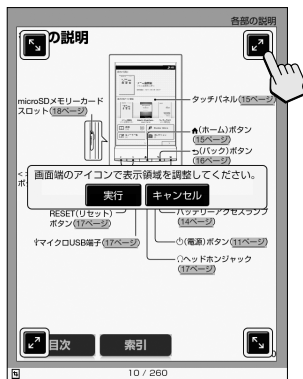 各部の説明
の説明
microSDメモリーカード
スロット(18ページ)
タッチパネル(15ページ)
(ホーム)ボタン
(15ページ)
(バック)ボタン
(16ページ)
画面端のアイコンで表示領域を調整してください。
実行
キャンセル
RESET(リセット)
ボタン(17ページ)
バッテリーアクセスランプ
(14ページ)
マイクロUSB端子(17ページ)
(電源)ボタン(11ページ)
ヘッドホンジャック
(17ページ)
目次
索引
10 / 260